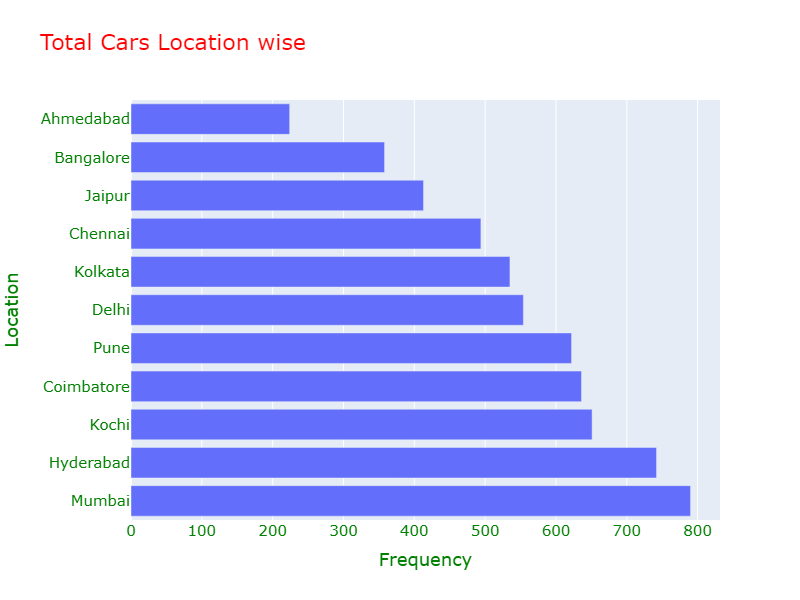 Total Cars Location wise
Ahmedabad
Bangalore
Jaipur
Chennai
Kolkata
Delhi
Pune
Coimbatore
Kochi
Hyderabad
Mumbai
Location
0 100 200 300 400 500 600 700 800
Frequency